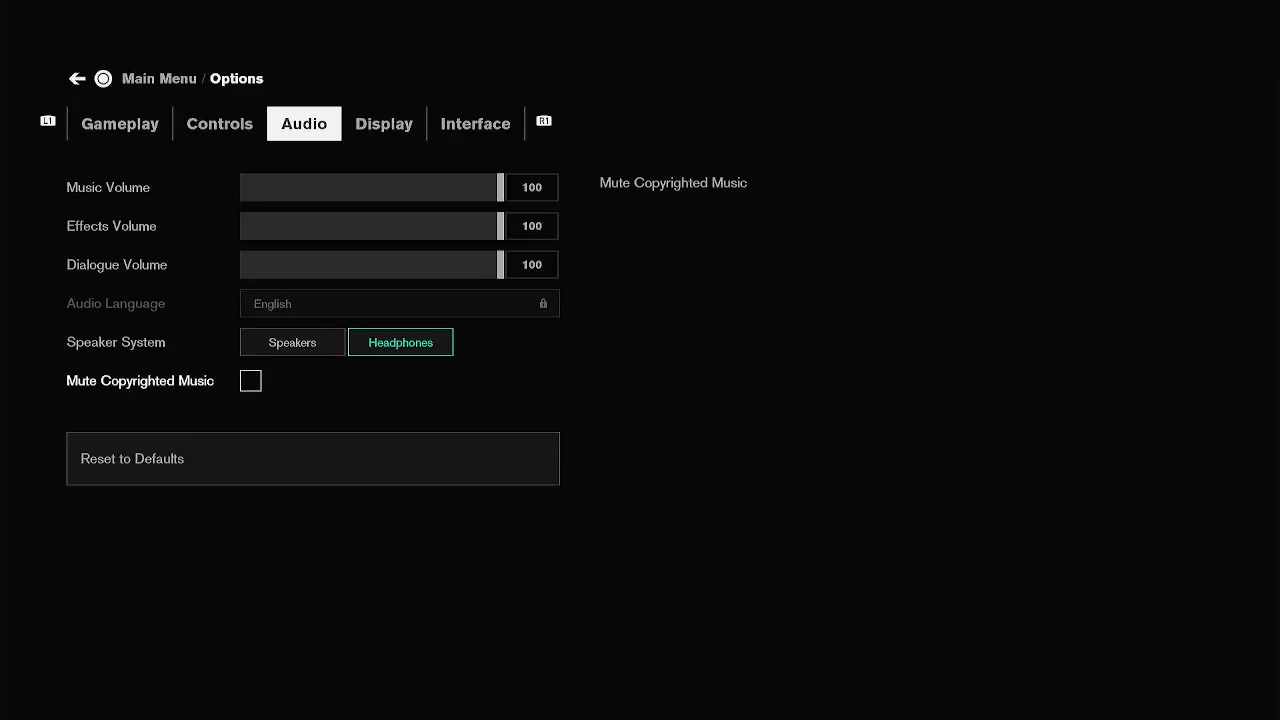 Main Menu / Options
L1 Gameplay Controls Audio Display Interface R1
Music Volume 100 Mute Copyrighted Music
Effects Volume 100
Dialogue Volume 100
Audio Language English
Speaker System Speakers Headphones
Mute Copyrighted Music
Reset to Defaults